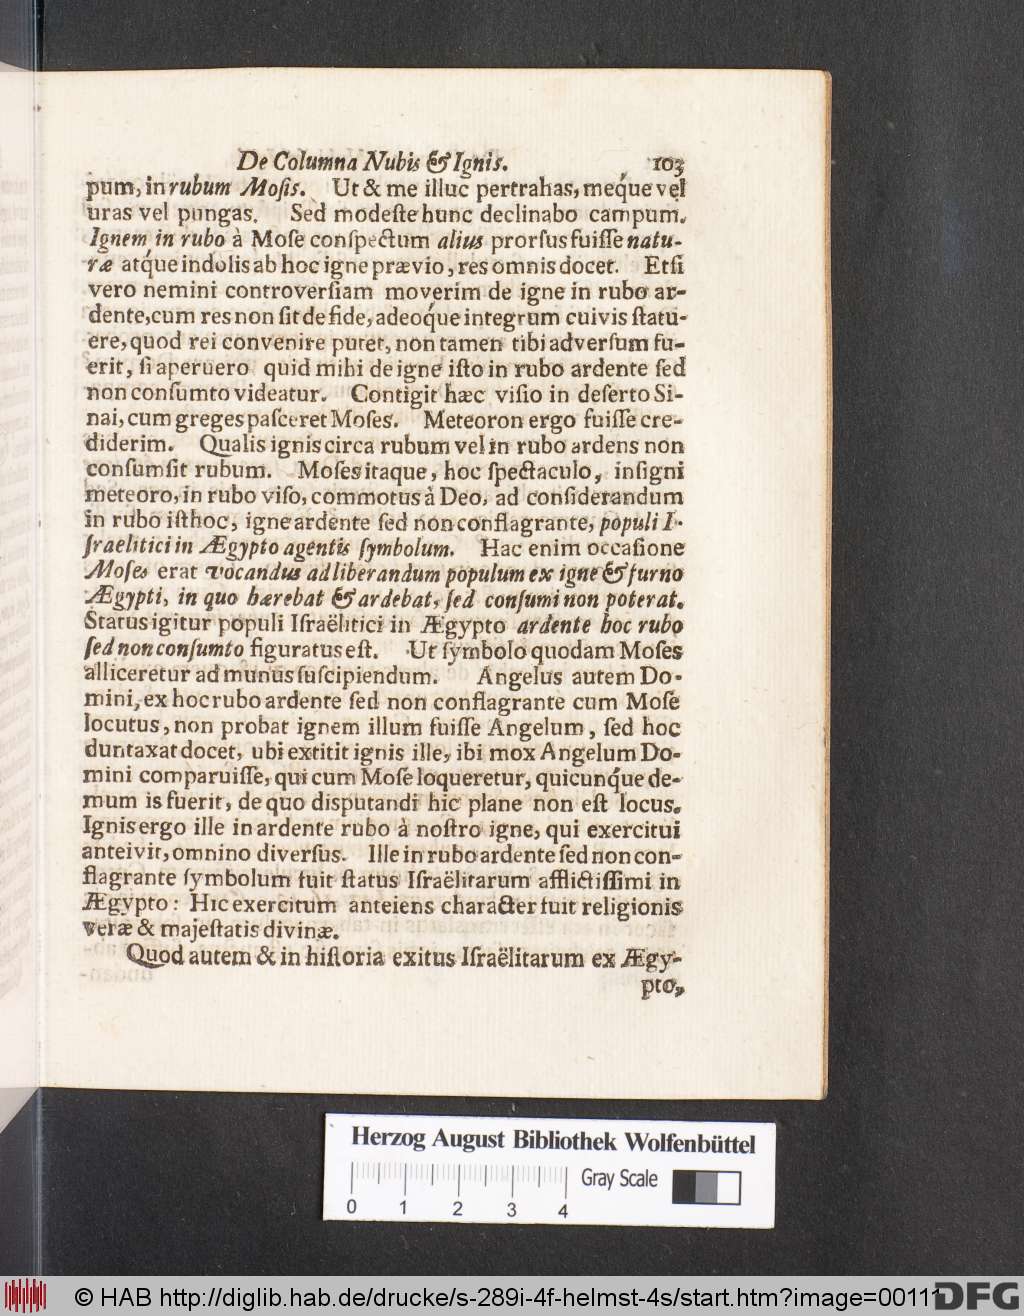 De Columna Nubis & Ignis. 103
pum, in rubum Moſis. Ut & me illuc pertrahas, meq́ue vel
uras vel pungas. Sed modeſte hunc declinabo campum.
Ignem in rubo à Moſe conſpectum alius prorſus fuiſſe natu-
ræ atq́ue indolis ab hoc igne prævio, res omnis docet. Etſi
vero nemini controverſiam moverim de igne in rubo ar-
dente, cum res non ſit de fide, adeoq́ue integrum cuivis ſtatu-
ere, quod rei convenire putet, non tamen tibi adverſum fu-
erit, ſi aperuero quid mihi de igne iſto in rubo ardente ſed
non conſumto videatur. Contigit hæc viſio in deſerto Si-
nai, cum greges paſceret Moſes. Meteoron ergo fuiſſe cre-
diderim. Qualis ignis circa rubum vel in rubo ardens non
conſumſit rubum. Moſes itaque, hoc ſpectaculo, inſigni
meteoro, in rubo viſo, commotus à Deo, ad conſiderandum
in rubo iſthoc, igne ardente ſed non conflagrante, populi I-
ſraelitici in Ægypto agentis ſymbolum. Hac enim occaſione
Moſes erat vocandus ad liberandum populum ex igne & furno
Ægypti, in quo hærebat & ardebat, ſed conſumi non poterat.
Status igitur populi Iſraëlitici in Ægypto ardente hoc rubo
ſed non conſumto figuratus eſt. Ut ſymbolo quodam Moſes
alliceretur ad munus ſuſcipiendum. Angelus autem Do-
mini, ex hoc rubo ardente ſed non conflagrante cum Moſe
locutus, non probat ignem illum fuiſſe Angelum, ſed hoc
duntaxat docet, ubi extitit ignis ille, ibi mox Angelum Do-
mini comparuiſſe, qui cum Moſe loqueretur, quicunq́ue de-
mum is fuerit, de quo diſputandi hic plane non eſt locus.
Ignis ergo ille in ardente rubo à noſtro igne, qui exercitui
anteivit, omnino diverſus. Ille in rubo ardente ſed non con-
flagrante ſymbolum fuit ſtatus Iſraëlitarum afflictiſſimi in
Ægypto: Hic exercitum anteiens character fuit religionis
veræ & majeſtatis divinæ.
Quod autem & in hiſtoria exitus Iſraëlitarum ex Ægy-
pto,
Herzog August Bibliothek Wolfenbüttel
Gray Scale
0 1 2 3 4
© HAB http://diglib.hab.de/drucke/s-289i-4f-helmst-4s/start.htm?image=00111
DFG